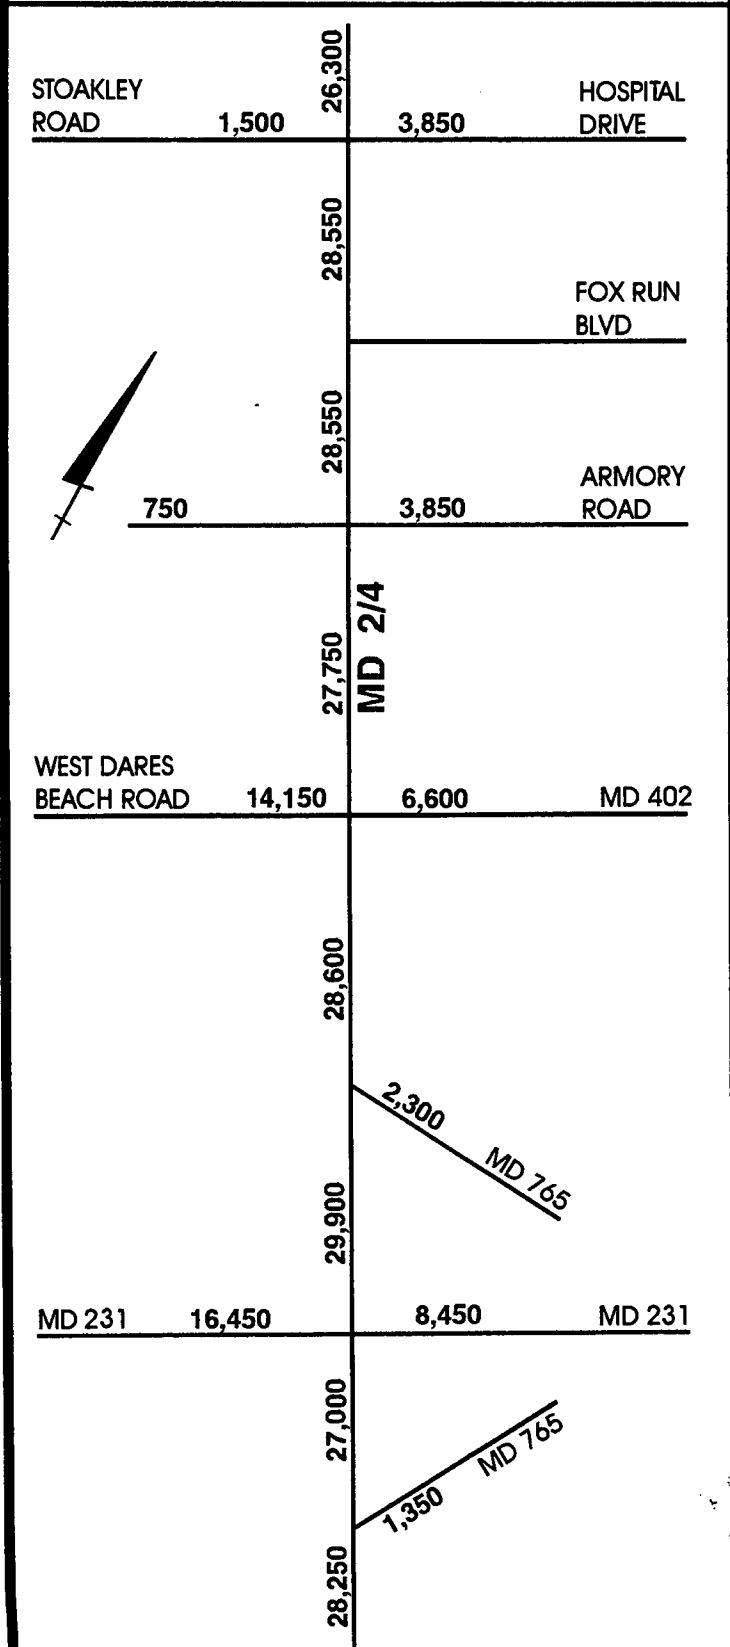 26,300
STOAKLEY
ROAD
1,500
3,850
HOSPITAL
DRIVE
28,550
FOX RUN
BLVD
28,550
750
3,850
ARMORY
ROAD
MD 2/4
27,750
WEST DARES
BEACH ROAD
14,150
6,600
MD 402
28,600
2,300
MD 765
29,900
MD 231
16,450
8,450
MD 231
27,000
MD 765
1,350
28,250